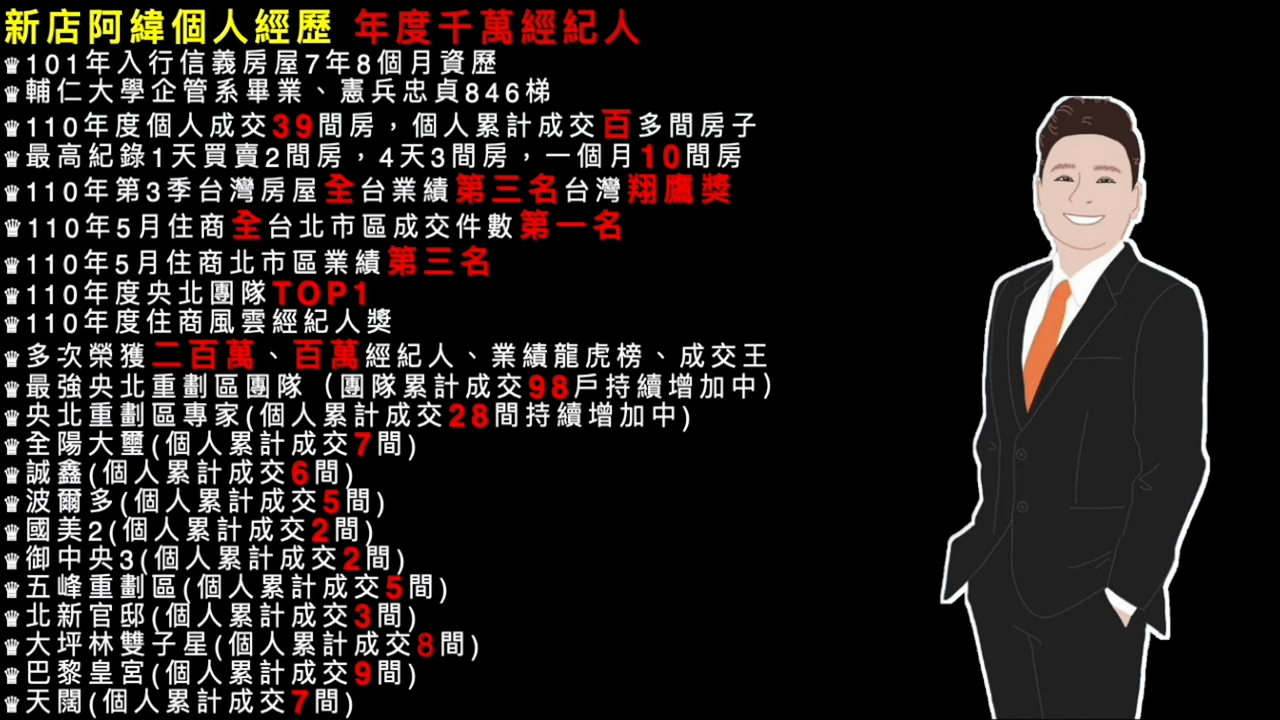 新店阿緯個人經歷 年度千萬經紀人
♛101年入行信義房屋7年8個月資歷
♛輔仁大學企管系畢業、憲兵忠貞846梯
♛110年度個人成交39間房，個人累計成交百多間房子
♛最高紀錄1天買賣2間房，4天3間房，一個月10間房
♛110年第3季台灣房屋全台業績第三名台灣翔鷹獎
♛110年5月住商全台北市區成交件數第一名
♛110年5月住商北市區業績第三名
♛110年度央北團隊TOP1
♛110年度住商風雲經紀人獎
♛多次榮獲二百萬、百萬經紀人、業績龍虎榜、成交王
♛最強央北重劃區團隊（團隊累計成交98戶持續增加中）
♛央北重劃區專家(個人累計成交28間持續增加中)
♛全陽大璽(個人累計成交7間)
♛誠鑫(個人累計成交6間)
♛波爾多(個人累計成交5間)
♛國美2(個人累計成交2間)
♛御中央3(個人累計成交2間)
♛五峰重劃區(個人累計成交5間)
♛北新官邸(個人累計成交3間)
♛大坪林雙子星(個人累計成交8間)
♛巴黎皇宮(個人累計成交9間)
♛天闊(個人累計成交7間)